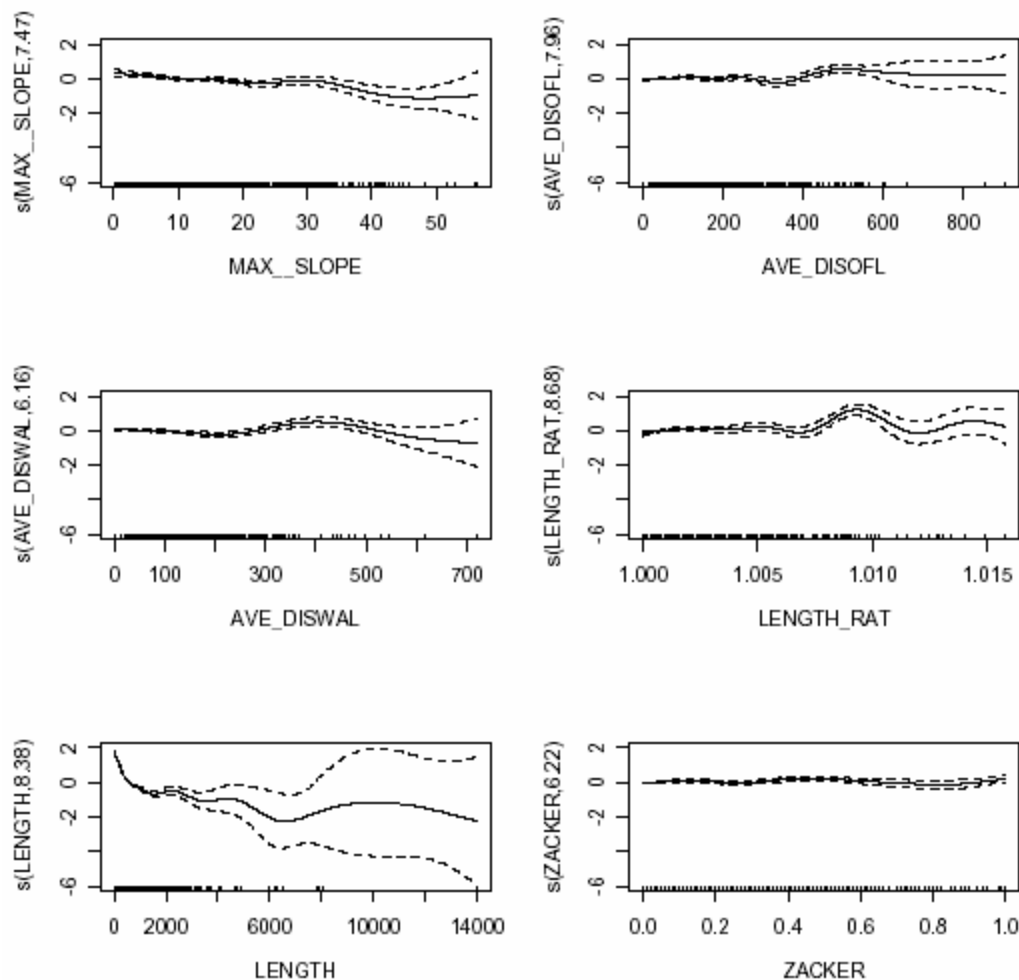 s(MAX__SLOPE,7.47)
2
0
-2
-6
0 10 20 30 40 50
MAX__SLOPE
s(AVE_DISOFL,7.96)
2
0
-2
-6
0 200 400 600 800
AVE_DISOFL
s(AVE_DISWAL,6.16)
2
0
-2
-6
0 100 300 500 700
AVE_DISWAL
s(LENGTH_RAT,8.68)
2
0
-2
-6
1.000 1.005 1.010 1.015
LENGTH_RAT
s(LENGTH,8.38)
2
0
-2
-6
0 2000 6000 10000 14000
LENGTH
s(ZACKER,6.22)
2
0
-2
-6
0.0 0.2 0.4 0.6 0.8 1.0
ZACKER